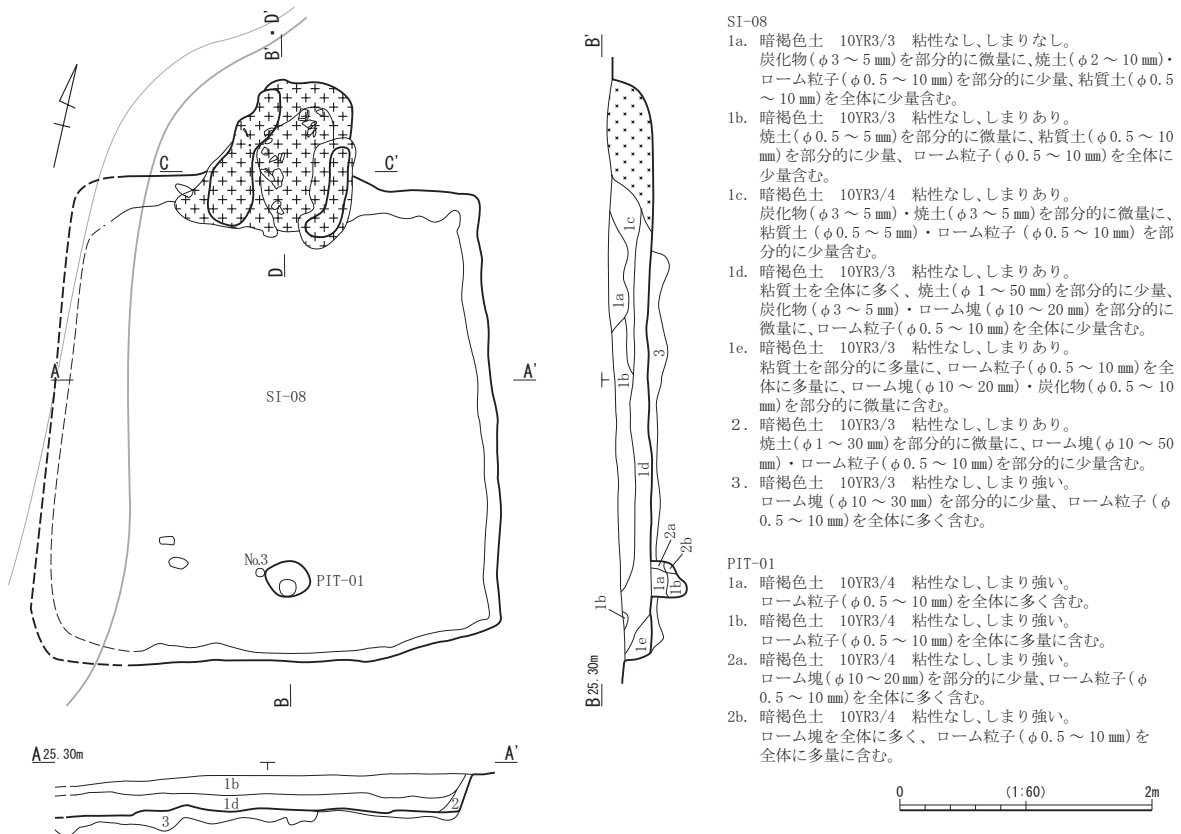 B'・D'
B'
C
C'
D
A
A'
SI-08
No.3
PIT-01
B
1c
1a
1b
3
1d
2a
2b
1a
1b
1b
1e
B 25.30m
A 25.30m
A'
1b
1d
2
3
SI-08
1a. 暗褐色土　10YR3/3　粘性なし、しまりなし。
炭化物(φ3～5㎜)を部分的に微量に、焼土(φ2～10㎜)・
ローム粒子(φ0.5～10㎜)を部分的に少量、粘質土(φ0.5
～10㎜)を全体に少量含む。
1b. 暗褐色土　10YR3/3　粘性なし、しまりあり。
焼土(φ0.5～5㎜)を部分的に微量に、粘質土(φ0.5～10
㎜)を部分的に少量、ローム粒子(φ0.5～10㎜)を全体に
少量含む。
1c. 暗褐色土　10YR3/4　粘性なし、しまりあり。
炭化物(φ3～5㎜)・焼土(φ3～5㎜)を部分的に微量に、
粘質土(φ0.5～5㎜)・ローム粒子(φ0.5～10㎜)を部
分的に少量含む。
1d. 暗褐色土　10YR3/3　粘性なし、しまりあり。
粘質土を全体に多く、焼土(φ1～50㎜)を部分的に少量、
炭化物(φ3～5㎜)・ローム塊(φ10～20㎜)を部分的に
微量に、ローム粒子(φ0.5～10㎜)を全体に少量含む。
1e. 暗褐色土　10YR3/3　粘性なし、しまりあり。
粘質土を部分的に多量に、ローム粒子(φ0.5～10㎜)を全
体に多量に、ローム塊(φ10～20㎜)・炭化物(φ0.5～10
㎜)を部分的に微量に含む。
2. 暗褐色土　10YR3/3　粘性なし、しまりあり。
焼土(φ1～30㎜)を部分的に微量に、ローム塊(φ10～50
㎜)・ローム粒子(φ0.5～10㎜)を部分的に少量含む。
3. 暗褐色土　10YR3/3　粘性なし、しまり強い。
ローム塊(φ10～30㎜)を部分的に少量、ローム粒子(φ
0.5～10㎜)を全体に多く含む。
PIT-01
1a. 暗褐色土　10YR3/4　粘性なし、しまり強い。
ローム粒子(φ0.5～10㎜)を全体に多く含む。
1b. 暗褐色土　10YR3/4　粘性なし、しまり強い。
ローム粒子(φ0.5～10㎜)を全体に多量に含む。
2a. 暗褐色土　10YR3/4　粘性なし、しまり強い。
ローム塊(φ10～20㎜)を部分的に少量、ローム粒子(φ
0.5～10㎜)を全体に多く含む。
2b. 暗褐色土　10YR3/4　粘性なし、しまり強い。
ローム塊を全体に多く、ローム粒子(φ0.5～10㎜)を
全体に多量に含む。
0 (1:60) 2m